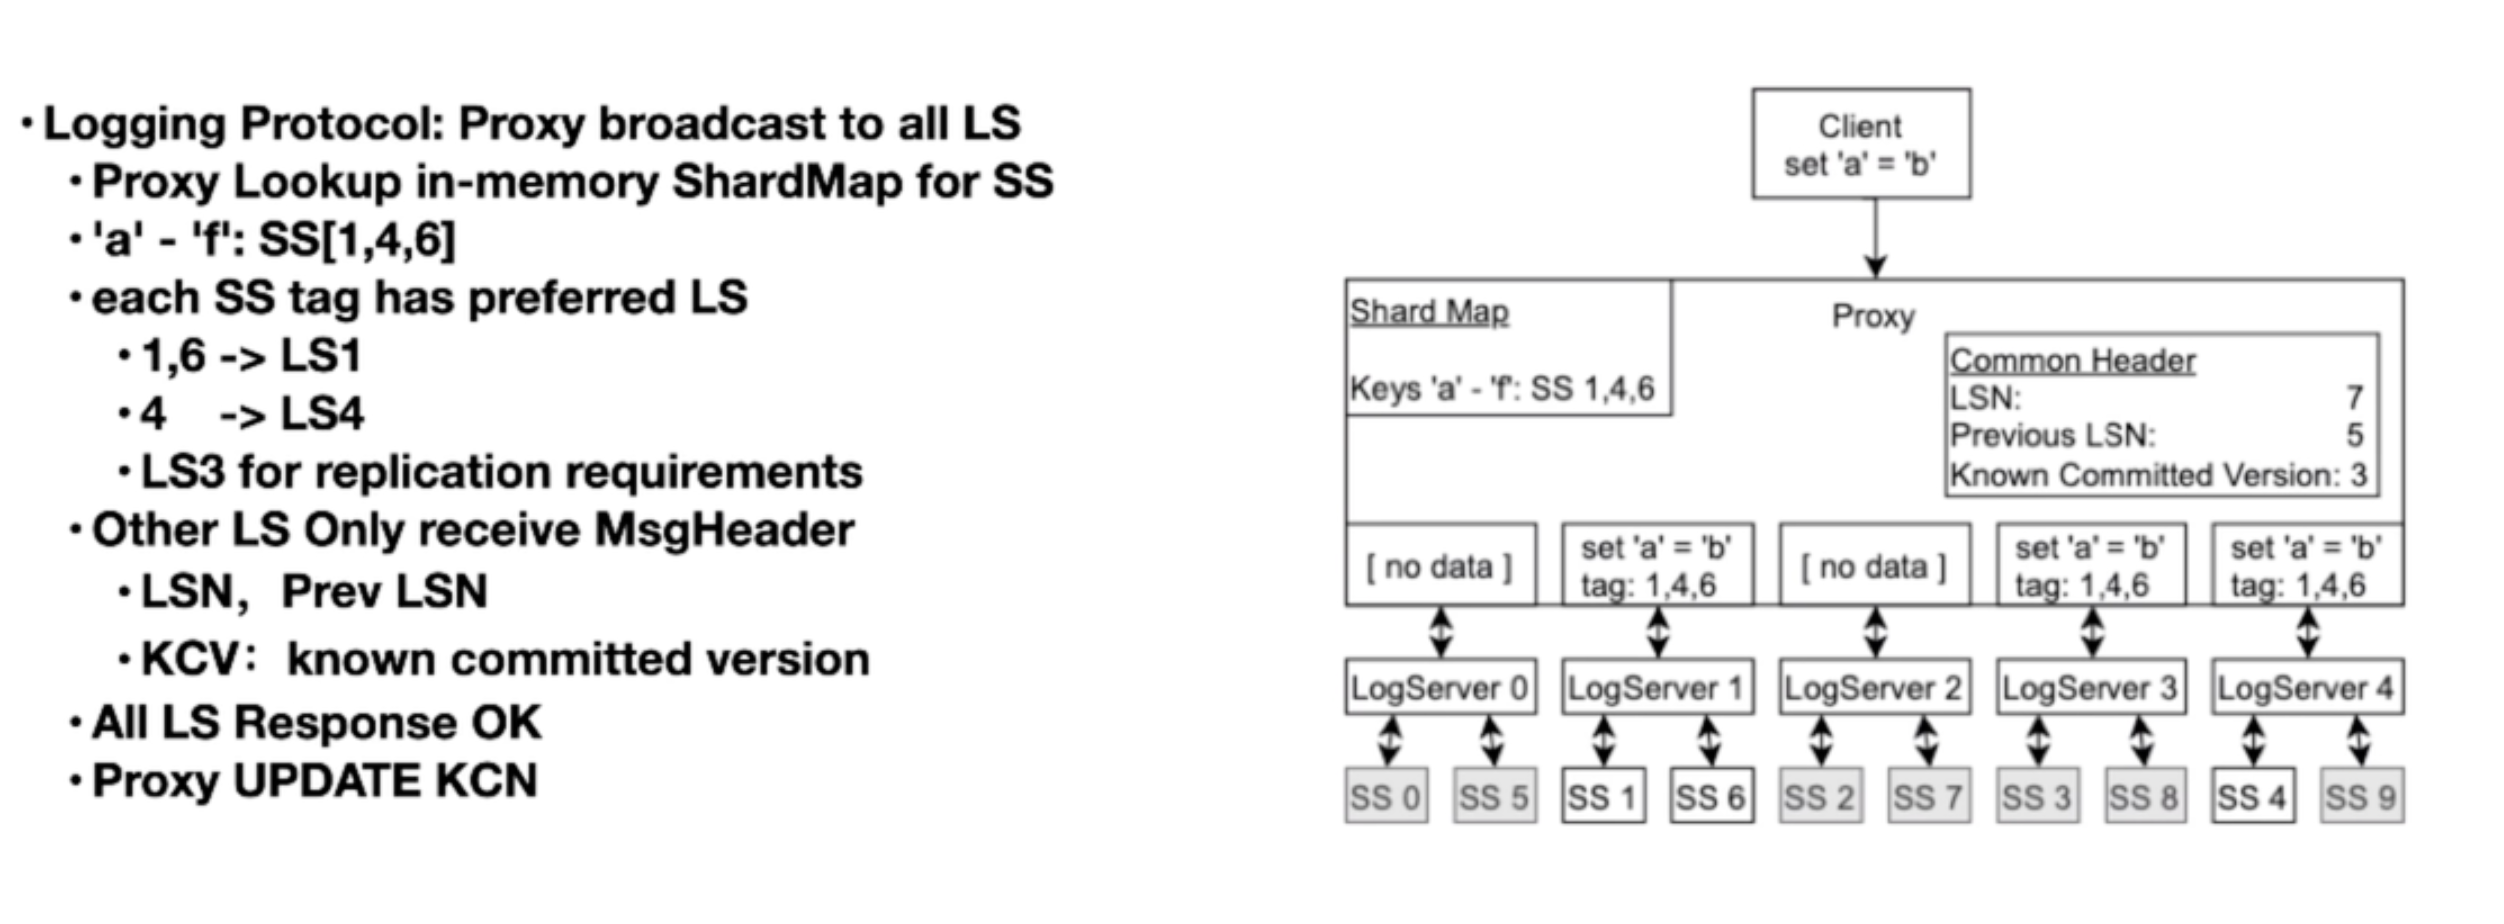 • Logging Protocol: Proxy broadcast to all LS
• Proxy Lookup in-memory ShardMap for SS
• 'a' - 'f': SS[1,4,6]
• each SS tag has preferred LS
• 1,6 -> LS1
• 4 -> LS4
• LS3 for replication requirements
• Other LS Only receive MsgHeader
• LSN，Prev LSN
• KCV：known committed version
• All LS Response OK
• Proxy UPDATE KCN
Client
set 'a' = 'b'
Shard Map
Keys 'a' - 'f': SS 1,4,6
Proxy
Common Header
LSN: 7
Previous LSN: 5
Known Committed Version: 3
[ no data ]
set 'a' = 'b'
tag: 1,4,6
[ no data ]
set 'a' = 'b'
tag: 1,4,6
set 'a' = 'b'
tag: 1,4,6
LogServer 0
LogServer 1
LogServer 2
LogServer 3
LogServer 4
SS 0
SS 5
SS 1
SS 6
SS 2
SS 7
SS 3
SS 8
SS 4
SS 9